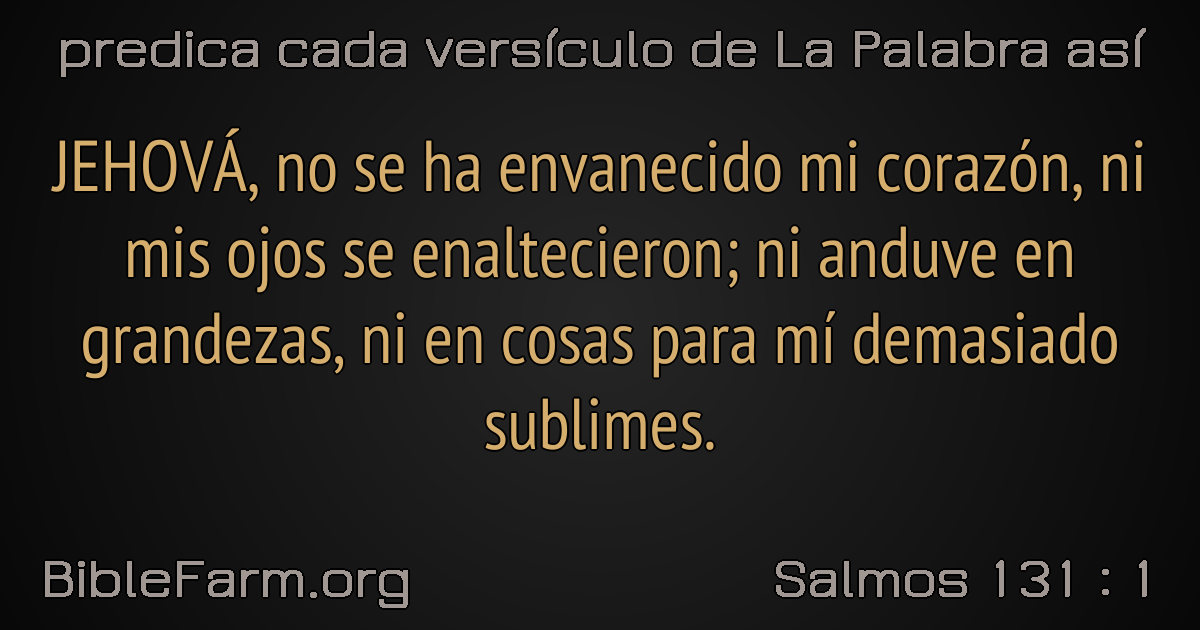 predica cada versículo de La Palabra así
JEHOVÁ, no se ha envanecido mi corazón, ni
mis ojos se enaltecieron; ni anduve en
grandezas, ni en cosas para mí demasiado
sublimes.
BibleFarm.org
Salmos 131 : 1